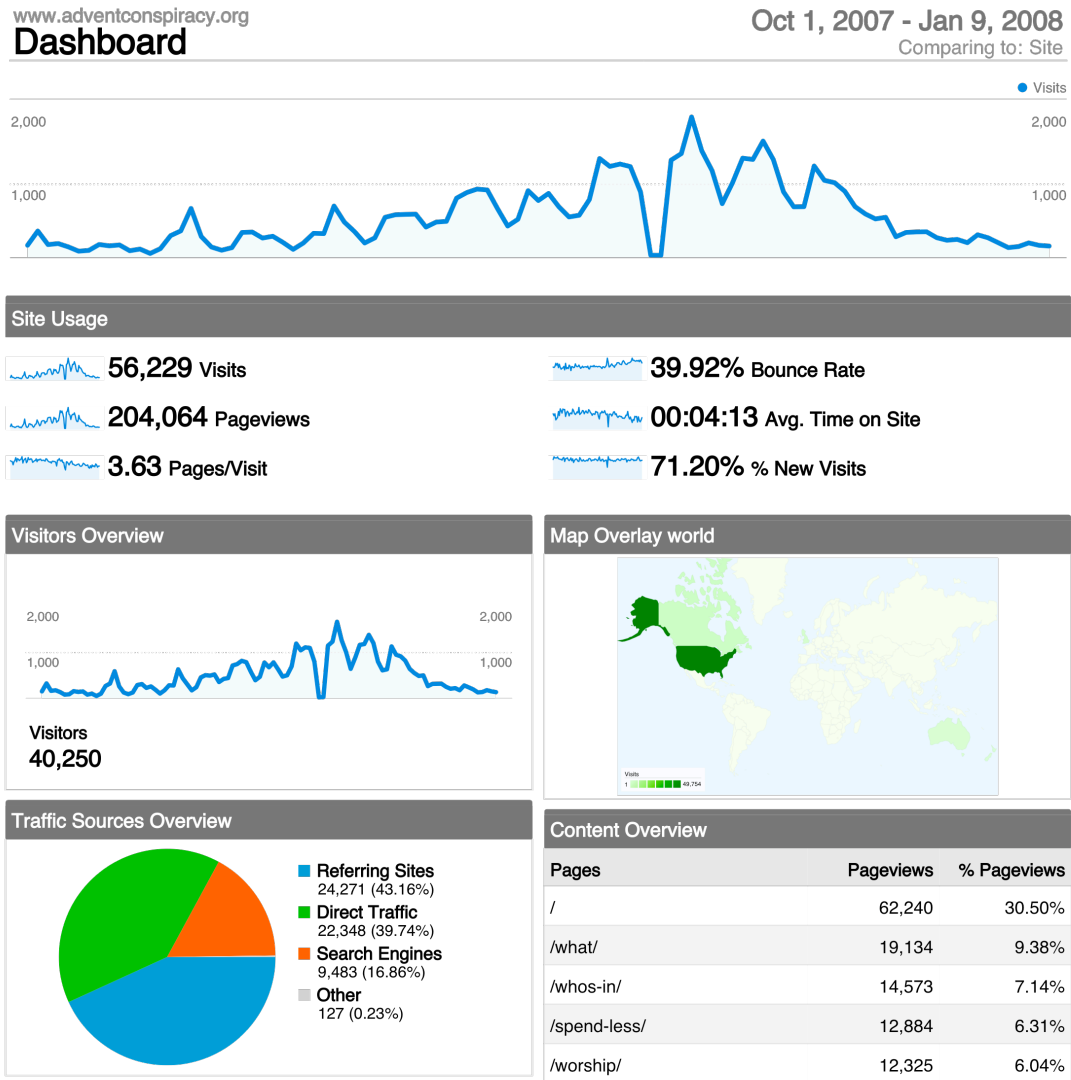 www.adventconspiracy.org
Dashboard
Oct 1, 2007 - Jan 9, 2008
Comparing to: Site
Visits
2,000 2,000
1,000 1,000
Site Usage
56,229 Visits
39.92% Bounce Rate
204,064 Pageviews
00:04:13 Avg. Time on Site
3.63 Pages/Visit
71.20% % New Visits
Visitors Overview
2,000 2,000
1,000 1,000
Visitors
40,250
Map Overlay world
Visits
1 49,754
Traffic Sources Overview
Referring Sites
24,271 (43.16%)
Direct Traffic
22,348 (39.74%)
Search Engines
9,483 (16.86%)
Other
127 (0.23%)
Content Overview
Pages Pageviews % Pageviews
/ 62,240 30.50%
/what/ 19,134 9.38%
/whos-in/ 14,573 7.14%
/spend-less/ 12,884 6.31%
/worship/ 12,325 6.04%